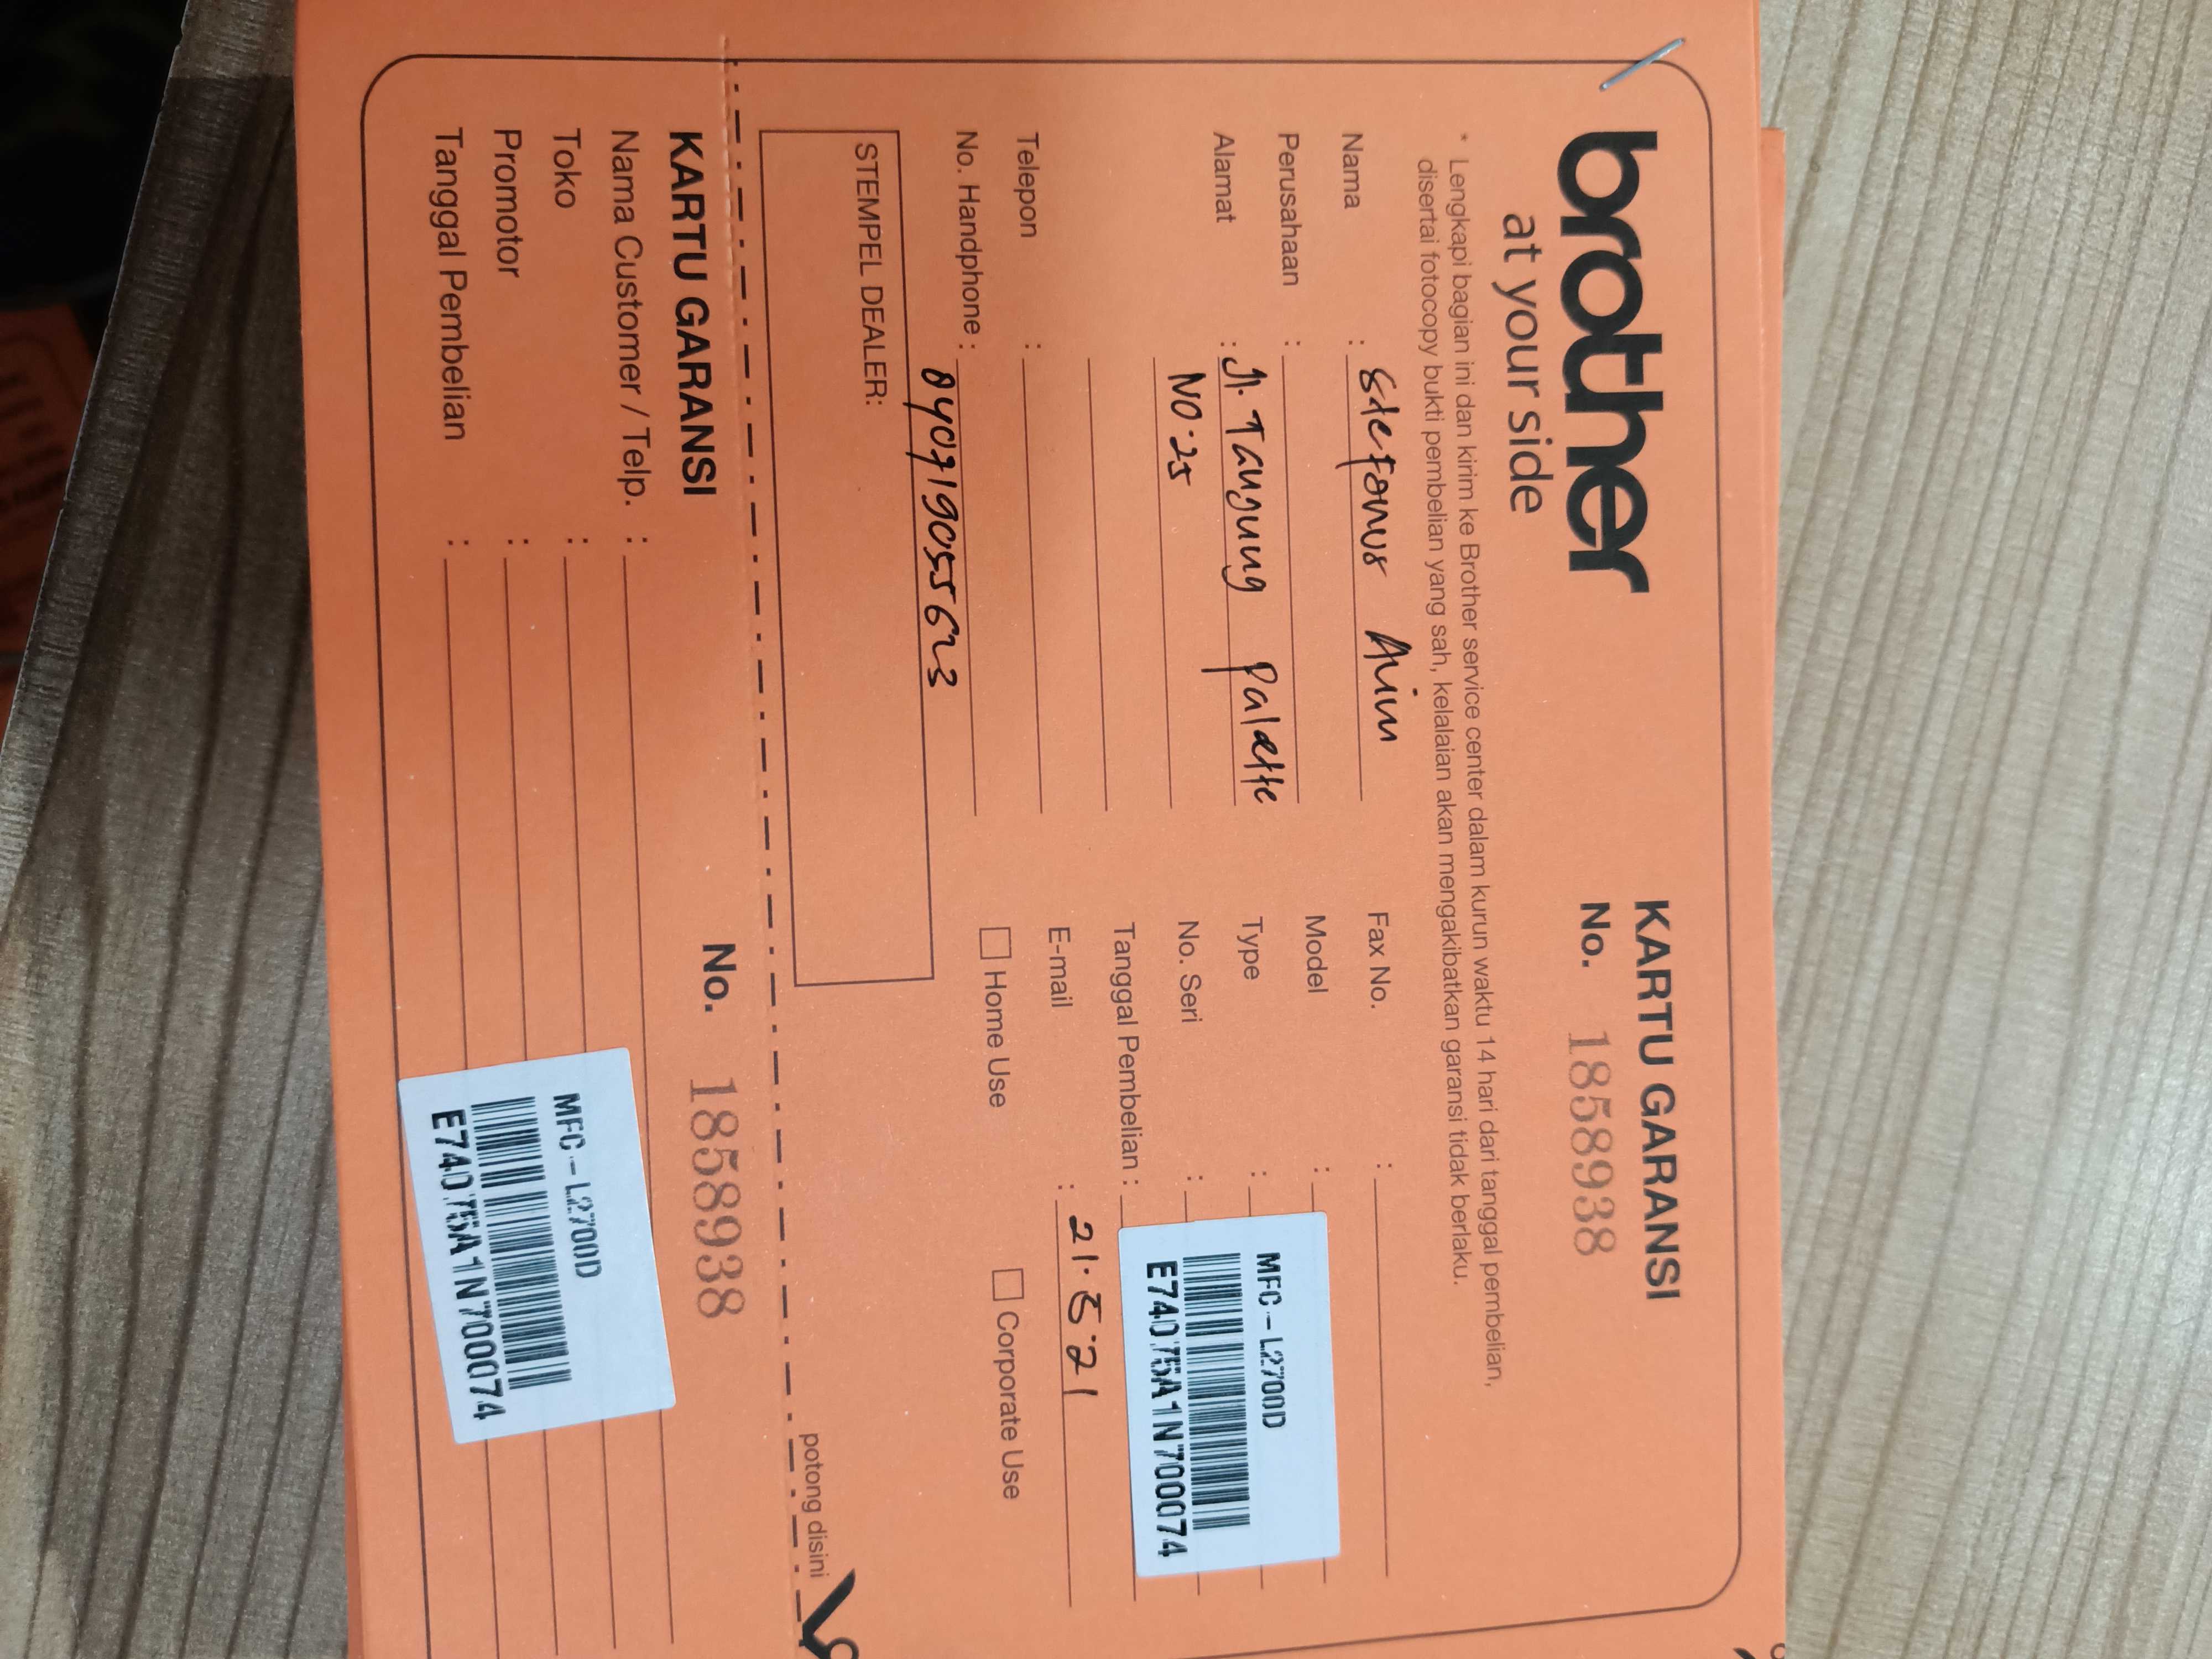 brother
at your side
KARTU GARANSI
No. 1858938
* Lengkapi bagian ini dan kirim ke Brother service center dalam kurun waktu 14 hari dari tanggal pembelian,
disertai fotocopy bukti pembelian yang sah, kelalaian akan mengakibatkan garansi tidak berlaku.
Nama : Stefanus
Perusahaan :
Alamat : Jl. Tanjung Palette
NO.25
Telepon :
No. Handphone :
STEMPEL DEALER:
Fax No. :
Model :
Type :
No. Seri :
MFC-L2700D
E74075A1N700074
Tanggal Pembelian :
E-mail : 21.5.21
Home Use
Corporate Use
potong disini
KARTU GARANSI
No. 1858938
Nama Customer / Telp. :
Toko :
Promotor :
Tanggal Pembelian :
MFC-L2700D
E74075A1N700074